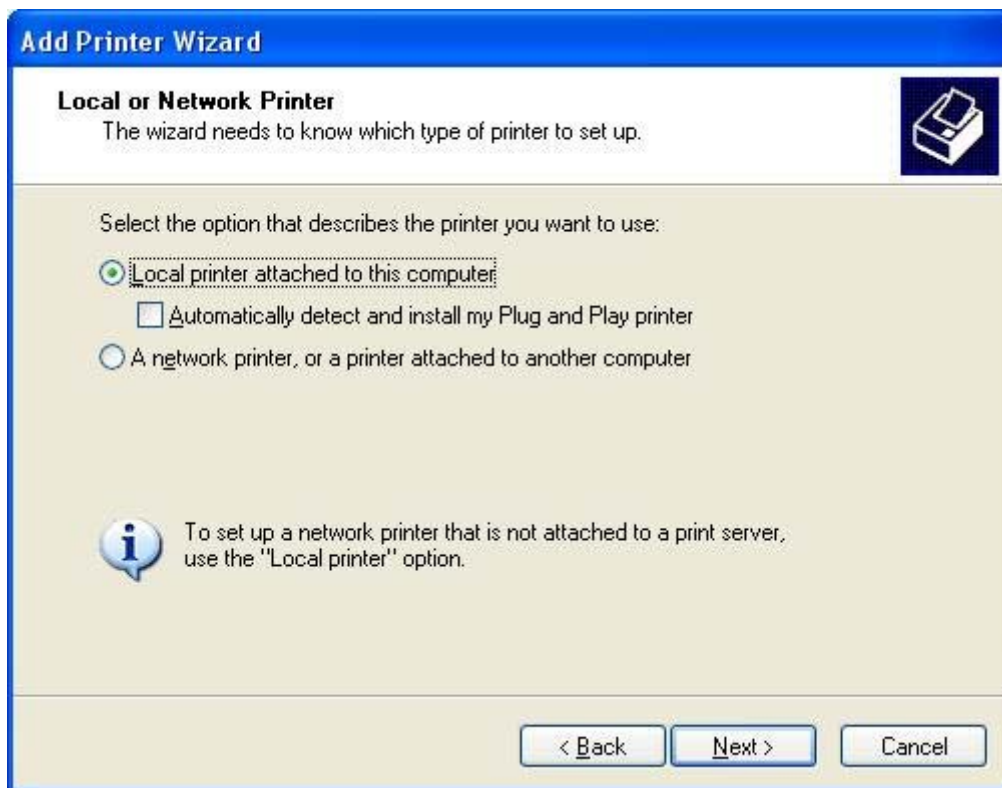 Add Printer Wizard
Local or Network Printer
The wizard needs to know which type of printer to set up.
Select the option that describes the printer you want to use:
Local printer attached to this computer
Automatically detect and install my Plug and Play printer
A network printer, or a printer attached to another computer
To set up a network printer that is not attached to a print server,
use the "Local printer" option.
< Back Next > Cancel